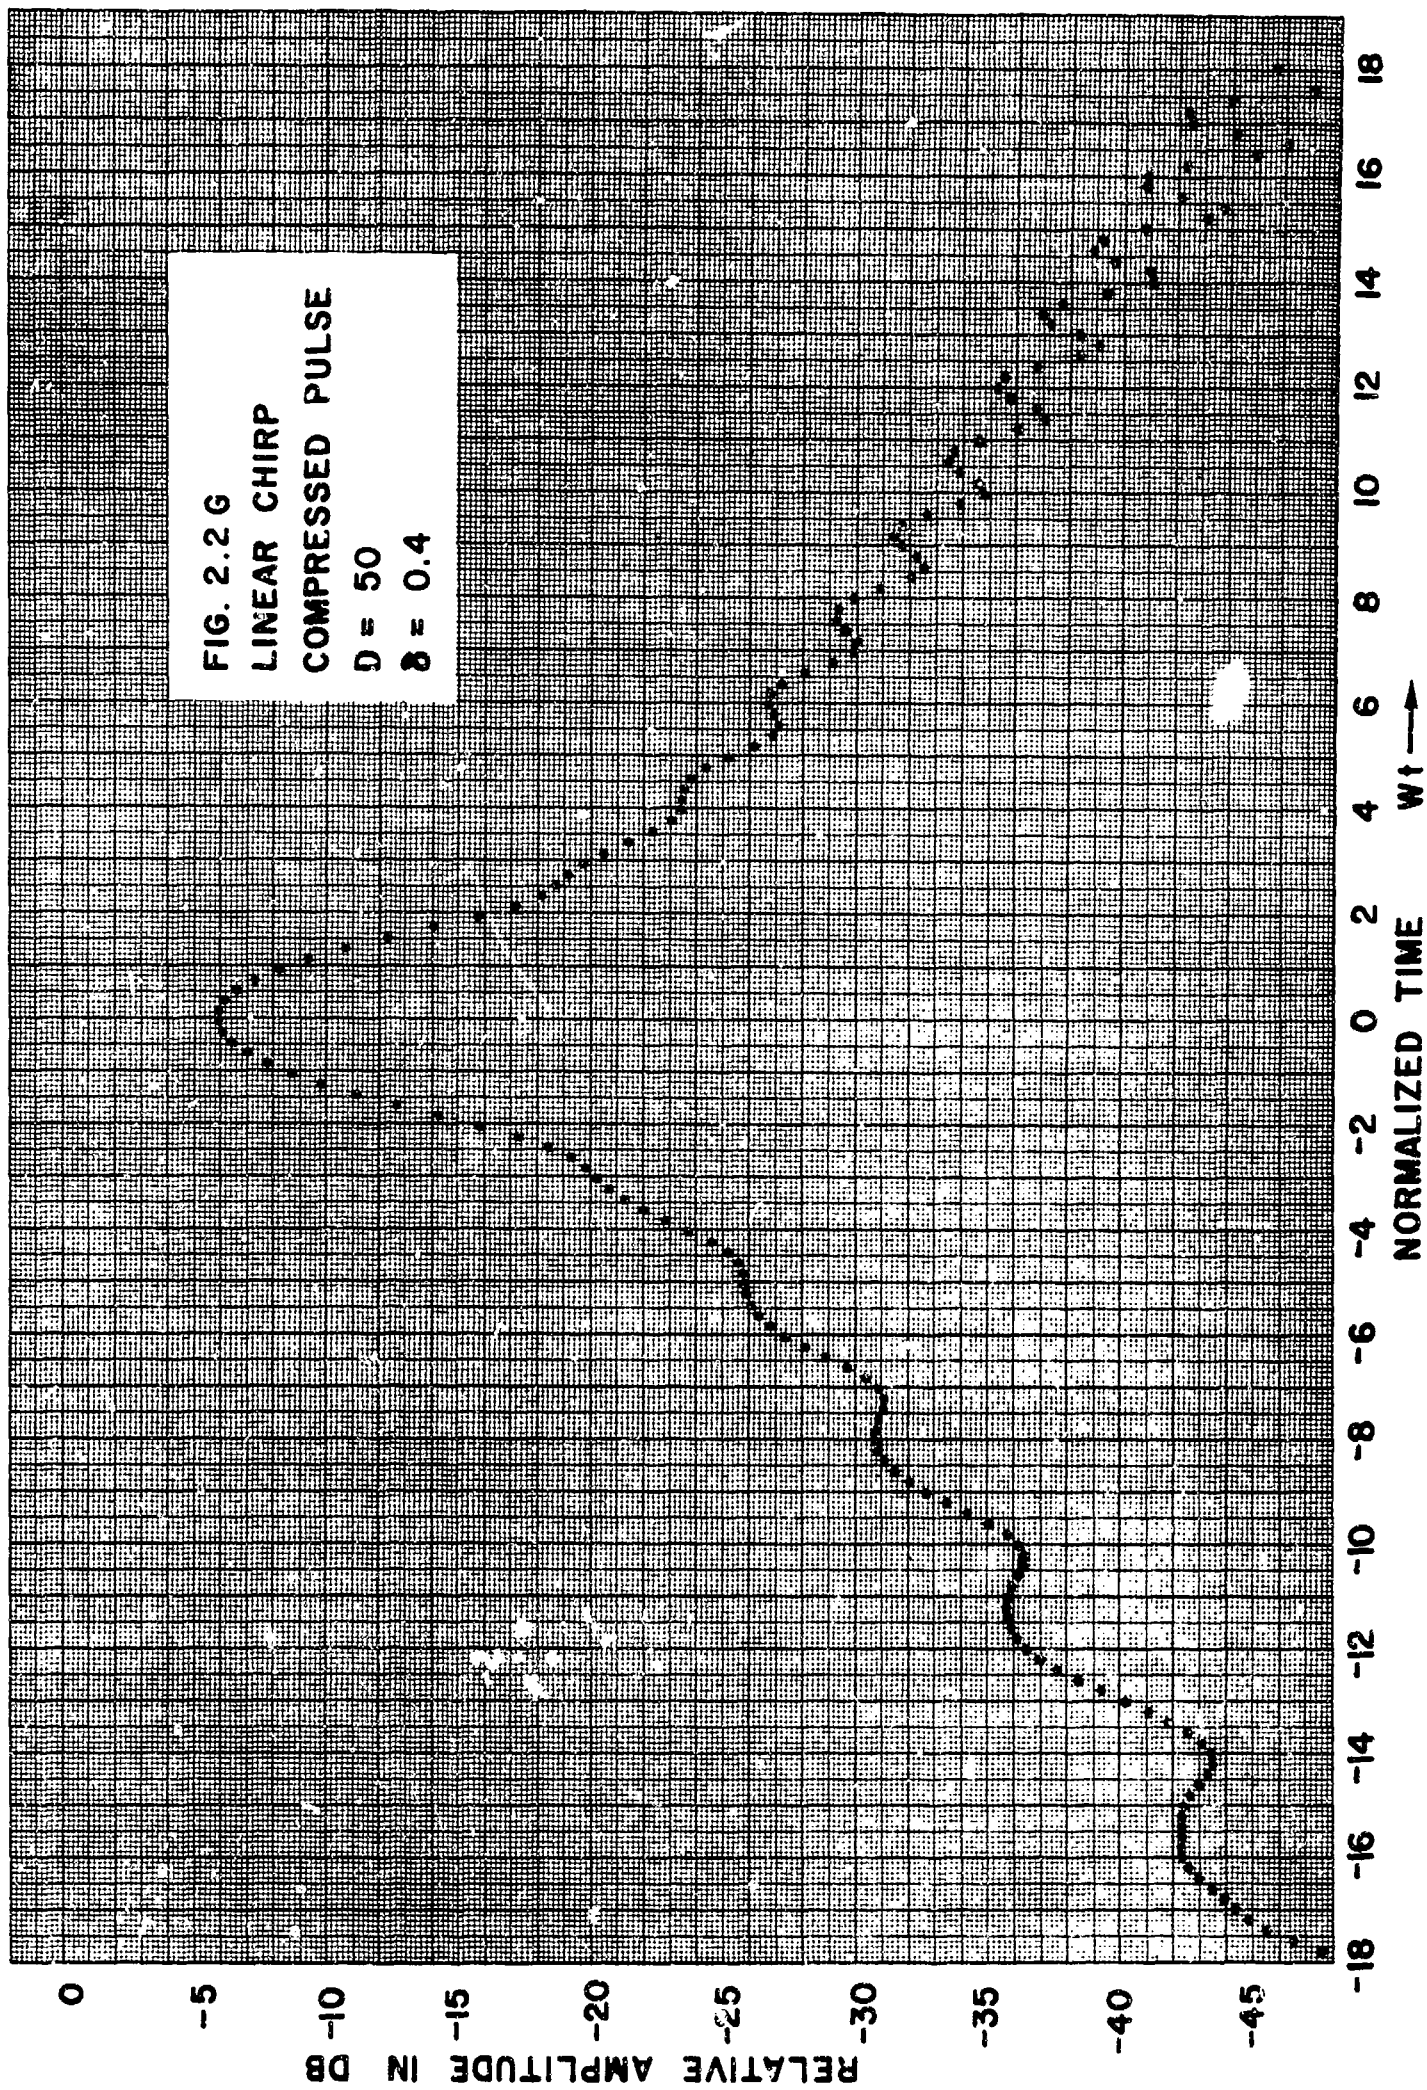 FIG. 2.2 G
LINEAR CHIRP
COMPRESSED PULSE
D = 50
δ = 0.4
RELATIVE AMPLITUDE IN DB
0
-5
-10
-15
-20
-25
-30
-35
-40
-45
-18 -16 -14 -12 -10 -8 -6 -4 -2 0 2 4 6 8 10 12 14 16 18
NORMALIZED TIME Wt →